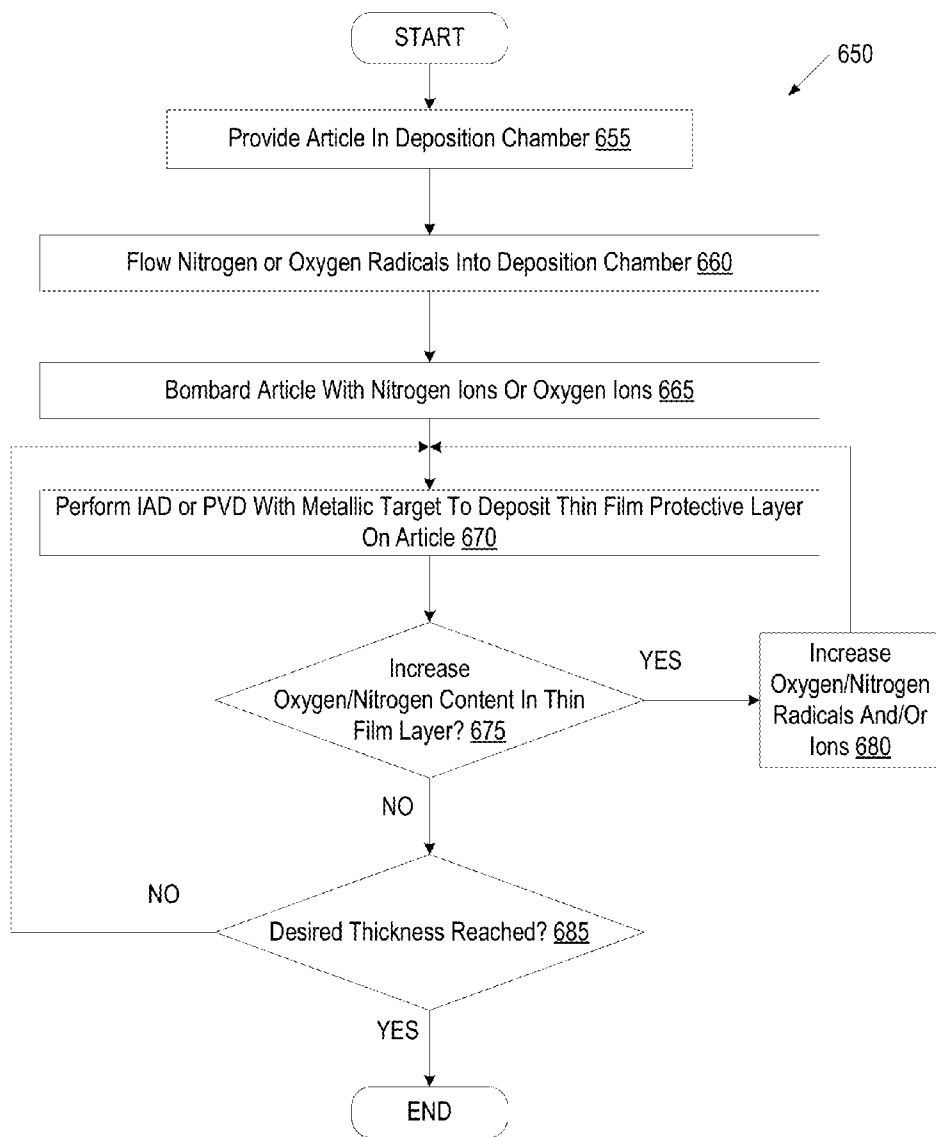 START
650
Provide Article In Deposition Chamber 655
Flow Nitrogen or Oxygen Radicals Into Deposition Chamber 660
Bombard Article With Nitrogen Ions Or Oxygen Ions 665
Perform IAD or PVD With Metallic Target To Deposit Thin Film Protective Layer
On Article 670
Increase
Oxygen/Nitrogen Content In Thin
Film Layer? 675
YES
Increase
Oxygen/Nitrogen
Radicals And/Or
Ions 680
NO
NO
Desired Thickness Reached? 685
YES
END